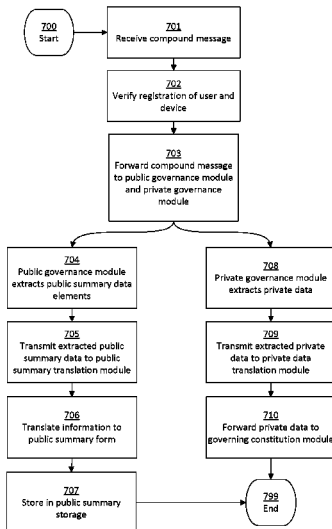 700
Start
701
Receive compound message
702
Verify registration of user and
device
703
Forward compound message
to public governance module
and private governance
module
704
Public governance module
extracts public summary data
elements
705
Transmit extracted public
summary data to public
summary translation module
706
Translate information to
public summary form
707
Store in public summary
storage
708
Private governance module
extracts private data
709
Transmit extracted private
data to private data
translation module
710
Forward private data to
governing constitution module
799
End